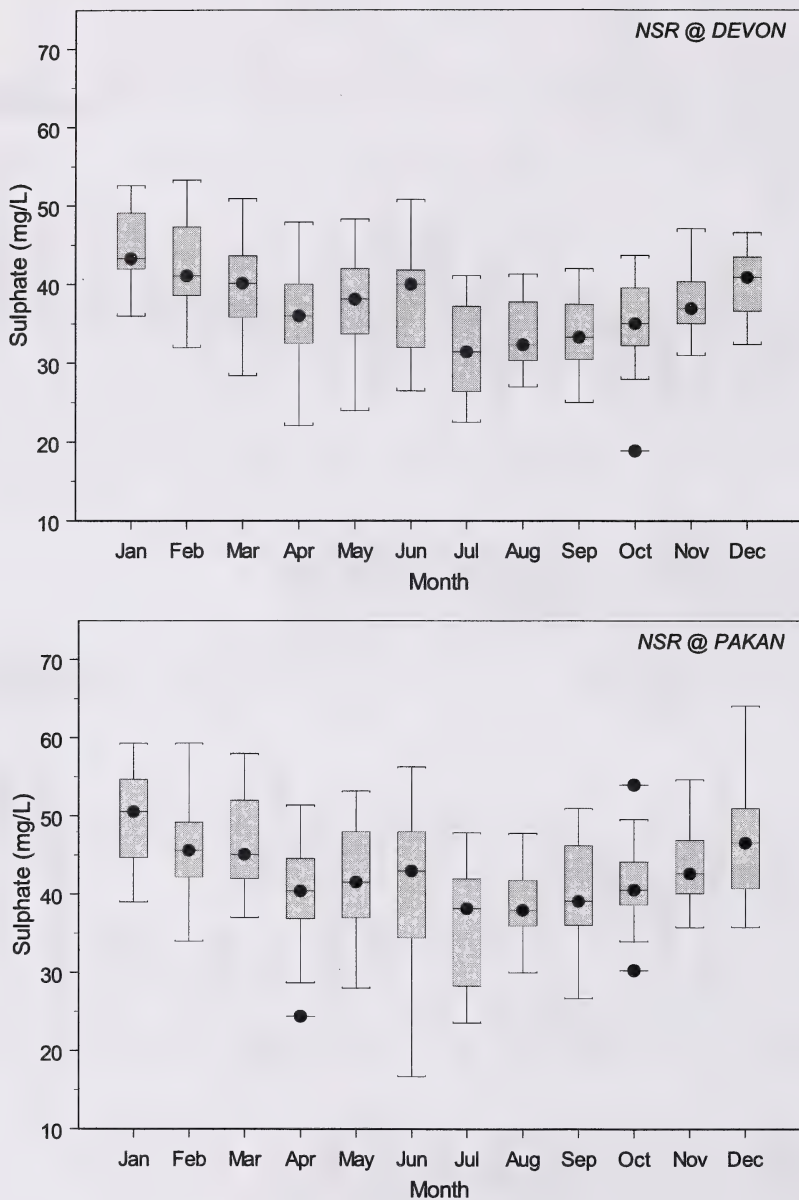 NSR @ DEVON
Sulphate (mg/L)
70
60
50
40
30
20
10
Jan Feb Mar Apr May Jun Jul Aug Sep Oct Nov Dec
Month
NSR @ PAKAN
Sulphate (mg/L)
70
60
50
40
30
20
10
Jan Feb Mar Apr May Jun Jul Aug Sep Oct Nov Dec
Month